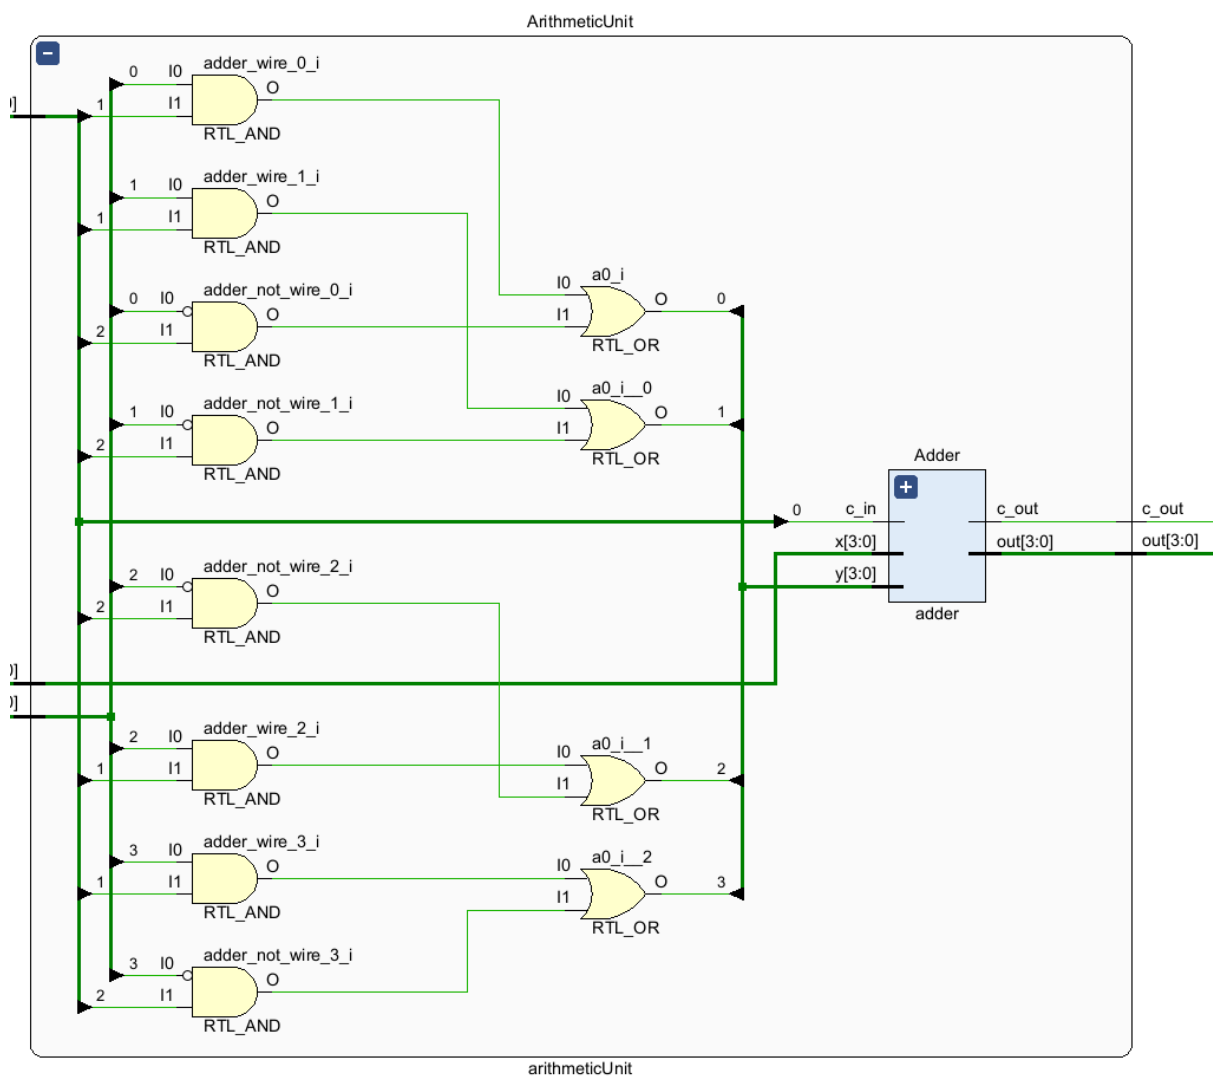 ArithmeticUnit
adder_wire_0_i
0 I0
O
]
1 I1
RTL_AND
adder_wire_1_i
1 I0
O
1 I1
RTL_AND
adder_not_wire_0_i
0 I0
O
2 I1
RTL_AND
a0_i
I0
O 0
I1
RTL_OR
adder_not_wire_1_i
1 I0
O
2 I1
RTL_AND
a0_i__0
I0
O 1
I1
RTL_OR
Adder
0 c_in
c_out
c_out
x[3:0]
out[3:0]
out[3:0]
y[3:0]
adder
adder_not_wire_2_i
2 I0
O
2 I1
RTL_AND
0]
0]
adder_wire_2_i
2 I0
O
1 I1
RTL_AND
a0_i__1
I0
O 2
I1
RTL_OR
adder_wire_3_i
3 I0
O
1 I1
RTL_AND
a0_i__2
I0
O 3
I1
RTL_OR
adder_not_wire_3_i
3 I0
O
2 I1
RTL_AND
arithmeticUnit